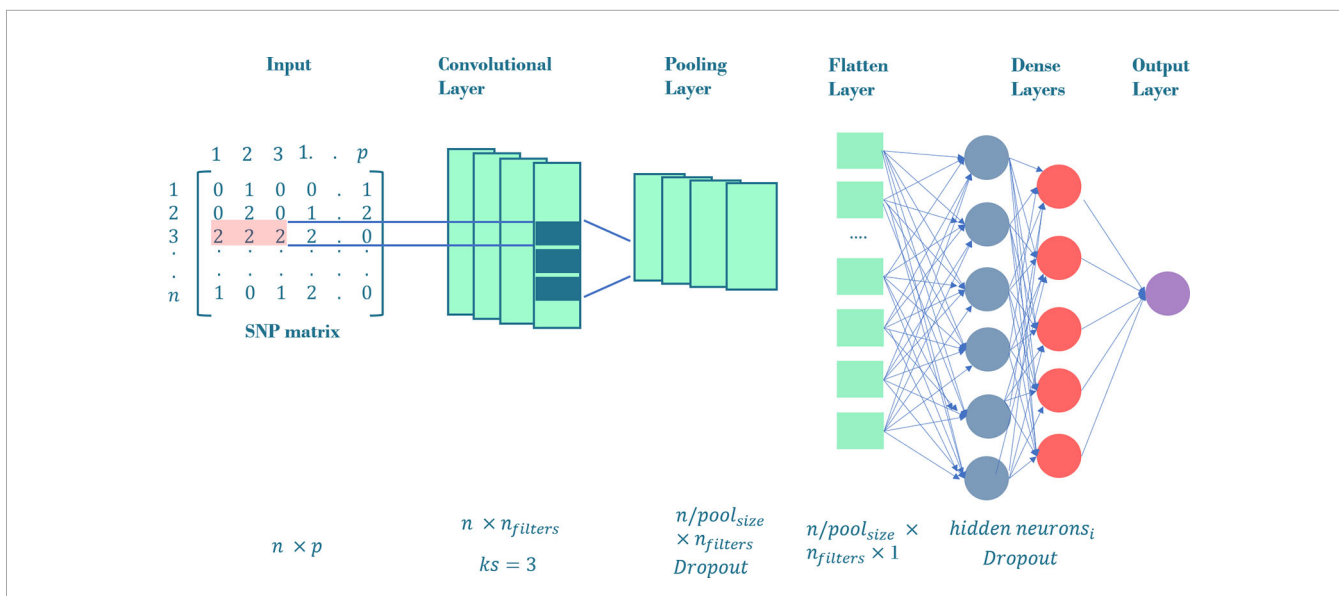 Input
Convolutional
Layer
Pooling
Layer
Flatten
Layer
Dense
Layers
Output
Layer
1 2 3 1. . p
1 0 1 0 0 . 1
2 0 2 0 1 . 2
3 2 2 2 2 . 0
. . . . . . .
. . . . . . .
n 1 0 1 2 . 0
SNP matrix
....
n × p
n × n_filters
ks = 3
n/pool_size
× n_filters
Dropout
n/pool_size ×
n_filters × 1
hidden neurons_i
Dropout